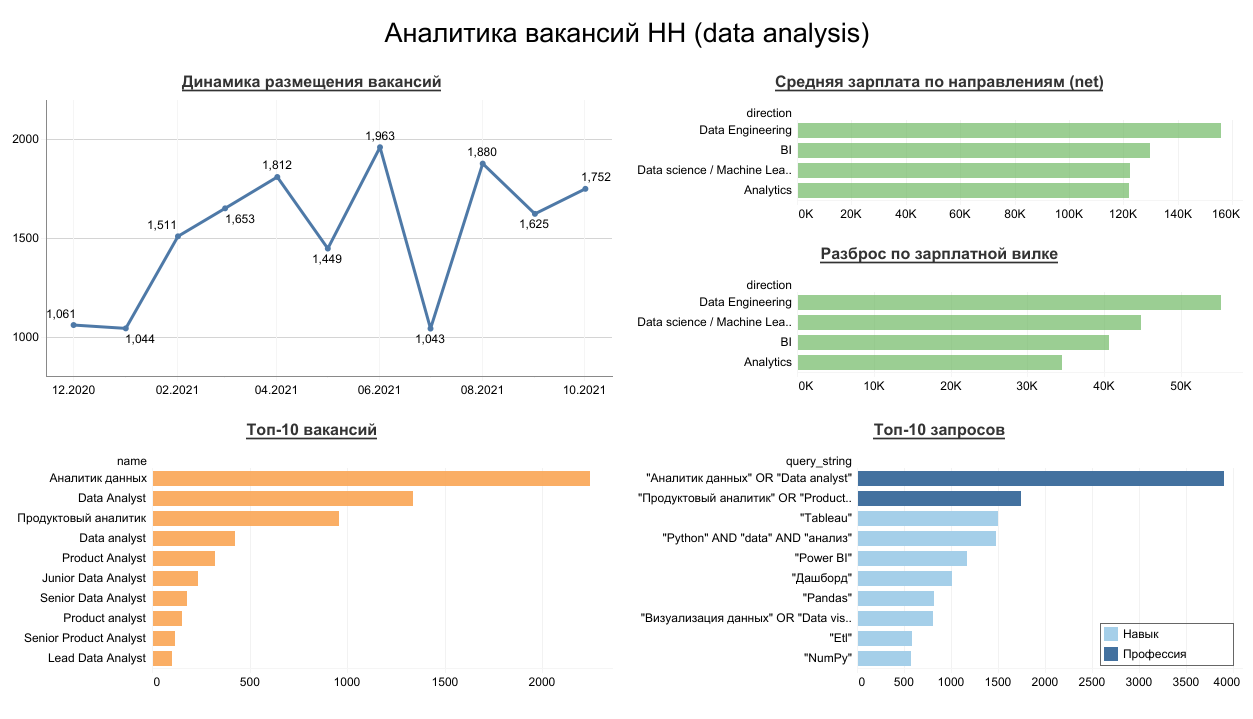 Аналитика вакансий HH (data analysis)
Динамика размещения вакансий
2000
1500
1000
1,061
1,044
1,511
1,653
1,812
1,449
1,963
1,043
1,880
1,625
1,752
12.2020
02.2021
04.2021
06.2021
08.2021
10.2021
Средняя зарплата по направлениям (net)
direction
Data Engineering
BI
Data science / Machine Lea..
Analytics
0K 20K 40K 60K 80K 100K 120K 140K 160K
Разброс по зарплатной вилке
direction
Data Engineering
Data science / Machine Lea..
BI
Analytics
0K 10K 20K 30K 40K 50K
Топ-10 вакансий
name
Аналитик данных
Data Analyst
Продуктовый аналитик
Data analyst
Product Analyst
Junior Data Analyst
Senior Data Analyst
Product analyst
Senior Product Analyst
Lead Data Analyst
0 500 1000 1500 2000
Топ-10 запросов
query_string
"Аналитик данных" OR "Data analyst"
"Продуктовый аналитик" OR "Product..
"Tableau"
"Python" AND "data" AND "анализ"
"Power BI"
"Дашборд"
"Pandas"
"Визуализация данных" OR "Data vis..
"Etl"
"NumPy"
0 500 1000 1500 2000 2500 3000 3500 4000
Навык
Профессия